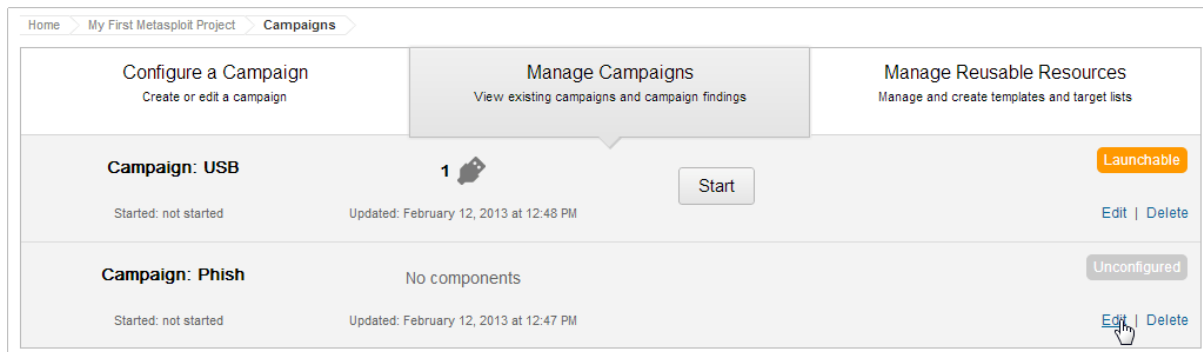 Home My First Metasploit Project Campaigns
Configure a Campaign
Create or edit a campaign
Manage Campaigns
View existing campaigns and campaign findings
Manage Reusable Resources
Manage and create templates and target lists
Campaign: USB
1
Start
Launchable
Started: not started
Updated: February 12, 2013 at 12:48 PM
Edit | Delete
Campaign: Phish
No components
Unconfigured
Started: not started
Updated: February 12, 2013 at 12:47 PM
Edit | Delete